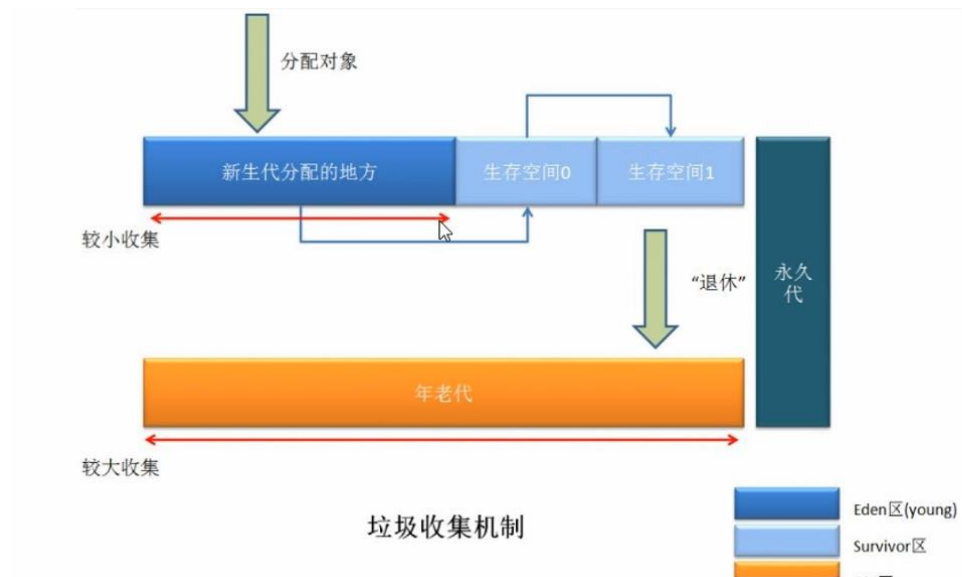 分配对象
新生代分配的地方
生存空间0
生存空间1
较小收集
“退休”
永久
代
年老代
较大收集
垃圾收集机制
Eden区(young)
Survivor区